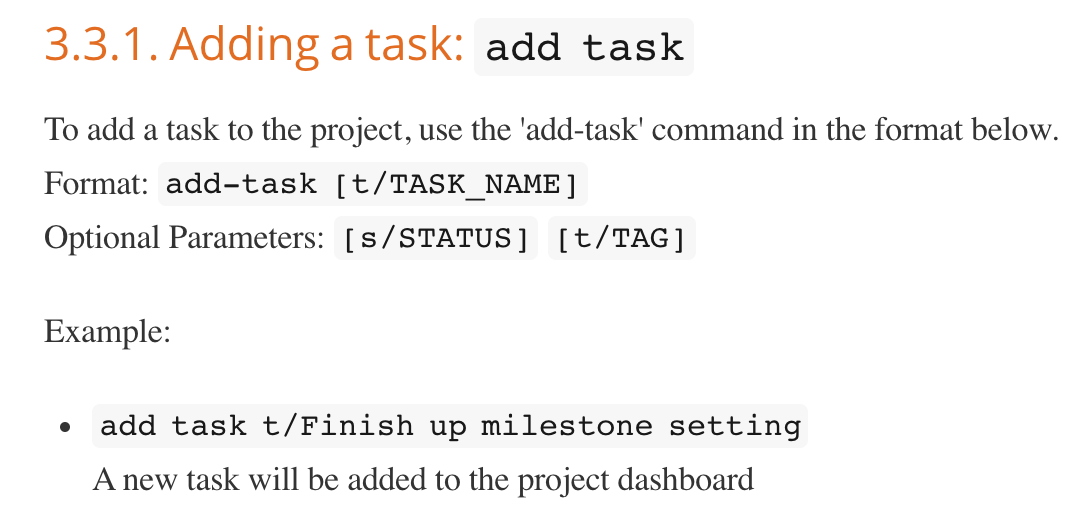 3.3.1. Adding a task: add task
To add a task to the project, use the 'add-task' command in the format below.
Format: add-task [t/TASK_NAME]
Optional Parameters: [s/STATUS] [t/TAG]
Example:
• add task t/Finish up milestone setting
A new task will be added to the project dashboard